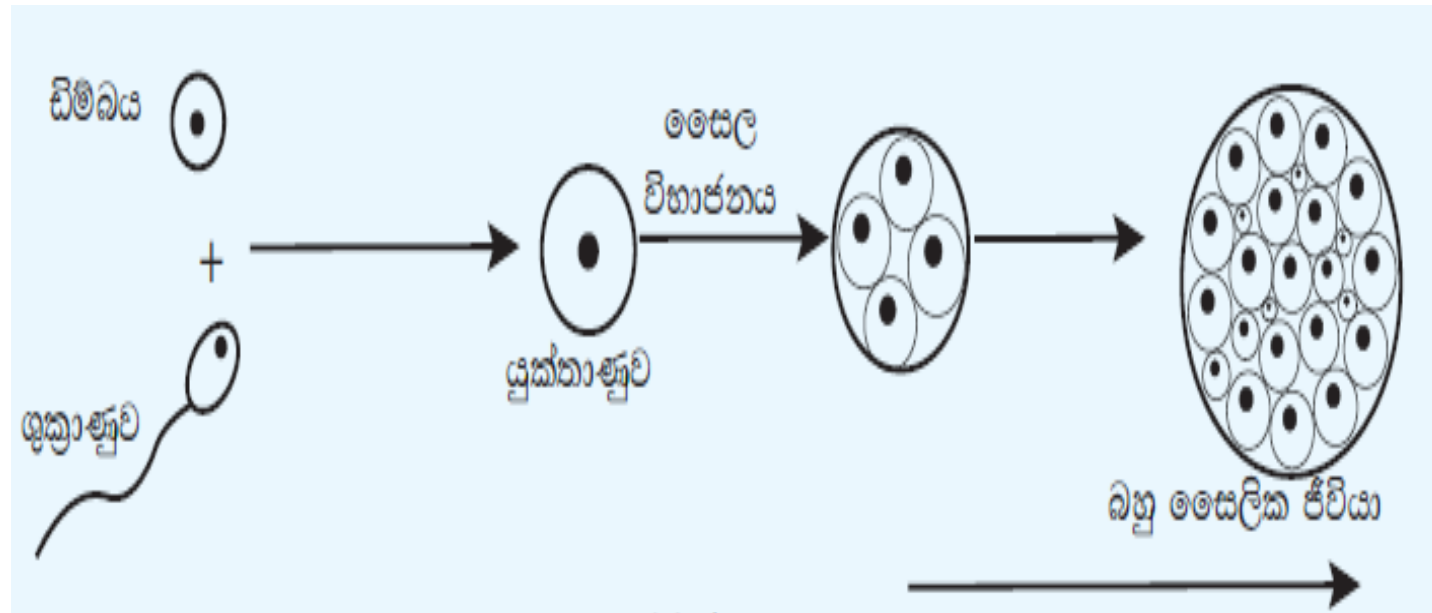 ඩිම්බය
+
ශුක්‍රාණුව
යුක්තාණුව
සෛල
විභාජනය
බහු සෛලික ජීවියා